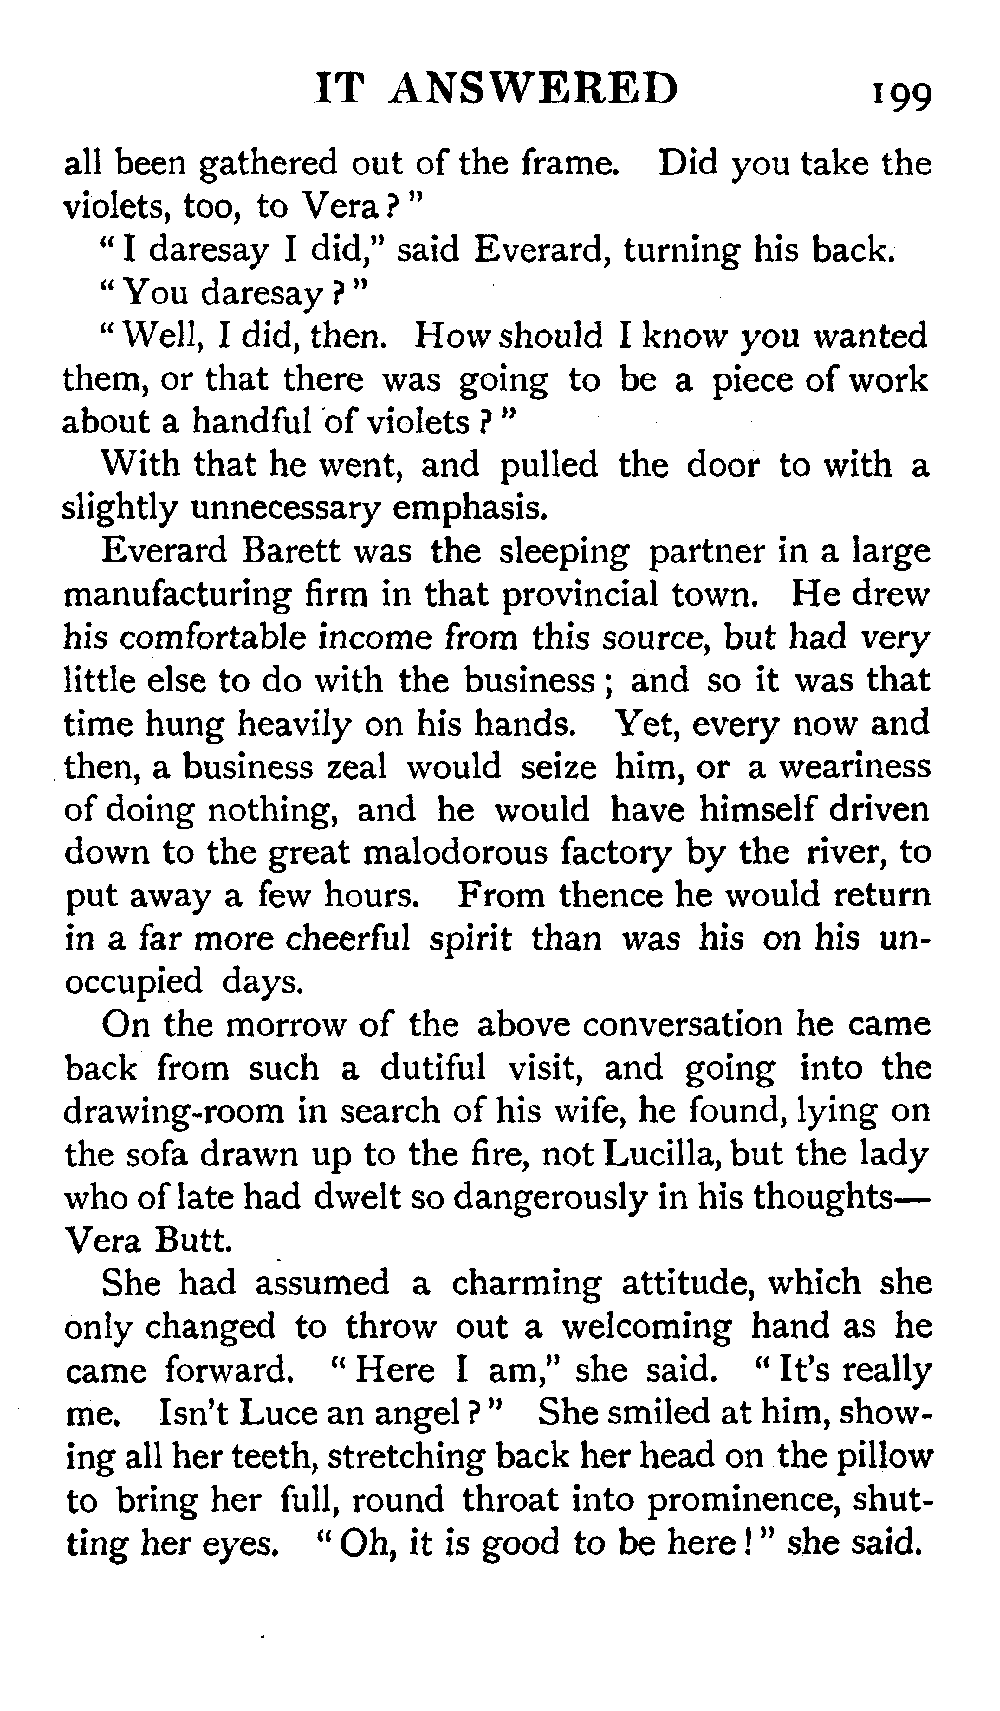 IT ANSWERED 199
all been gathered out of the frame. Did you take the
violets, too, to Vera?"
"I daresay I did," said Everard, turning his back.
"You daresay?"
"Well, I did, then. How should I know you wanted
them, or that there was going to be a piece of work
about a handful of violets?"
With that he went, and pulled the door to with a
slightly unnecessary emphasis.
Everard Barett was the sleeping partner in a large
manufacturing firm in that provincial town. He drew
his comfortable income from this source, but had very
little else to do with the business; and so it was that
time hung heavily on his hands. Yet, every now and
then, a business zeal would seize him, or a weariness
of doing nothing, and he would have himself driven
down to the great malodorous factory by the river, to
put away a few hours. From thence he would return
in a far more cheerful spirit than was his on his un-
occupied days.
On the morrow of the above conversation he came
back from such a dutiful visit, and going into the
drawing-room in search of his wife, he found, lying on
the sofa drawn up to the fire, not Lucilla, but the lady
who of late had dwelt so dangerously in his thoughts—
Vera Butt.
She had assumed a charming attitude, which she
only changed to throw out a welcoming hand as he
came forward. "Here I am," she said. "It's really
me. Isn't Luce an angel?" She smiled at him, show-
ing all her teeth, stretching back her head on the pillow
to bring her full, round throat into prominence, shut-
ting her eyes. "Oh, it is good to be here!" she said.